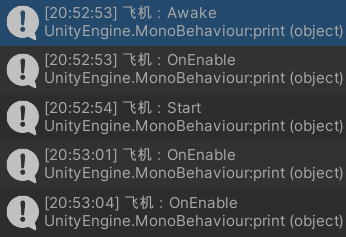 [20:52:53] 飞机：Awake
UnityEngine.MonoBehaviour:print (object)
[20:52:53] 飞机：OnEnable
UnityEngine.MonoBehaviour:print (object)
[20:52:54] 飞机：Start
UnityEngine.MonoBehaviour:print (object)
[20:53:01] 飞机：OnEnable
UnityEngine.MonoBehaviour:print (object)
[20:53:04] 飞机：OnEnable
UnityEngine.MonoBehaviour:print (object)